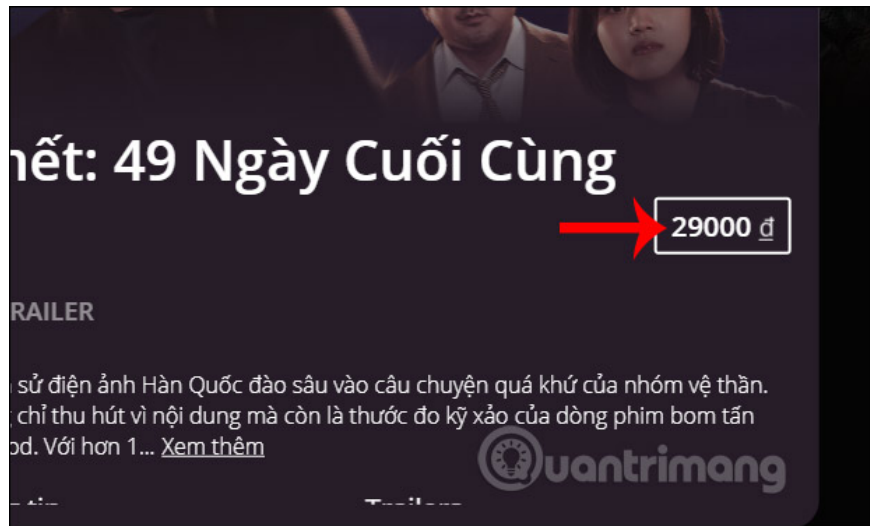 hết: 49 Ngày Cuối Cùng
29000 đ
RAILER
sử điện ảnh Hàn Quốc đào sâu vào câu chuyện quá khứ của nhóm vệ thần.
chỉ thu hút vì nội dung mà còn là thước đo kỹ xảo của dòng phim bom tấn
od. Với hơn 1... Xem thêm
Quantrimang
Trailers